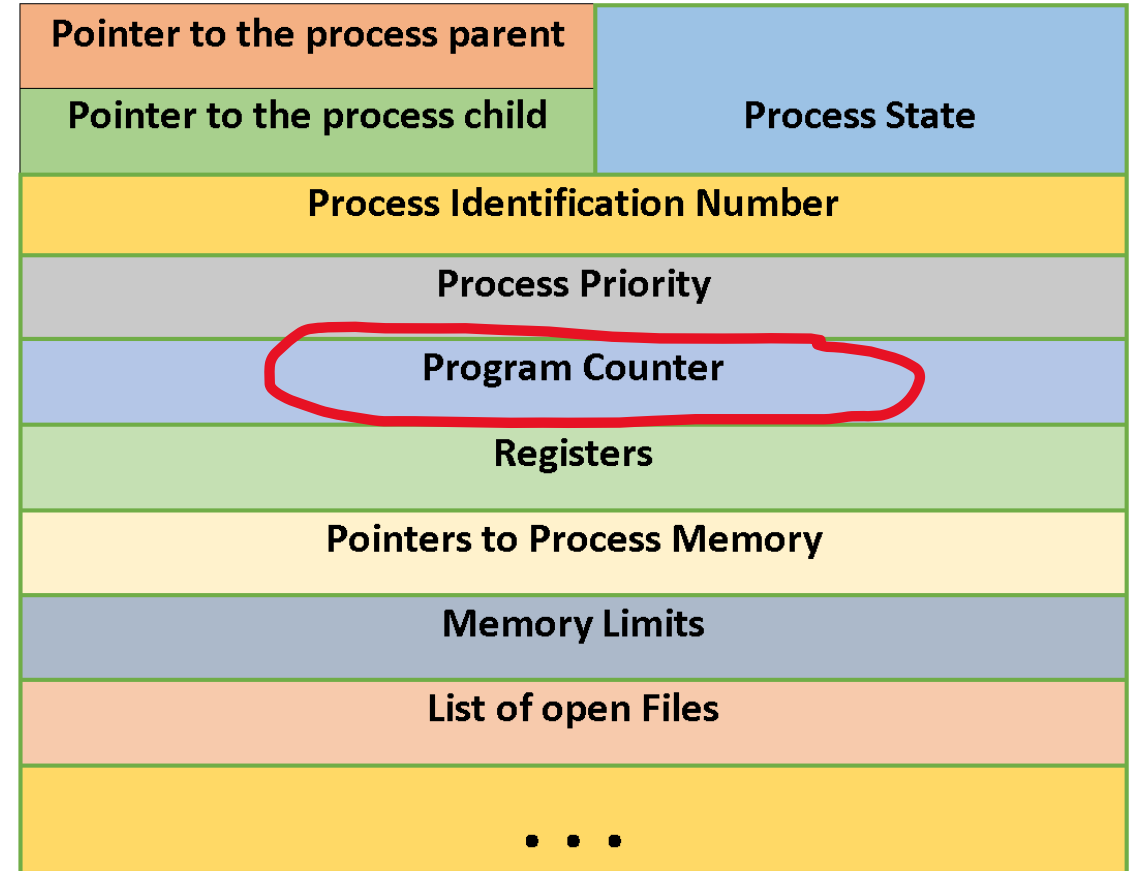 Pointer to the process parent
Pointer to the process child
Process State
Process Identification Number
Process Priority
Program Counter
Registers
Pointers to Process Memory
Memory Limits
List of open Files
. . .